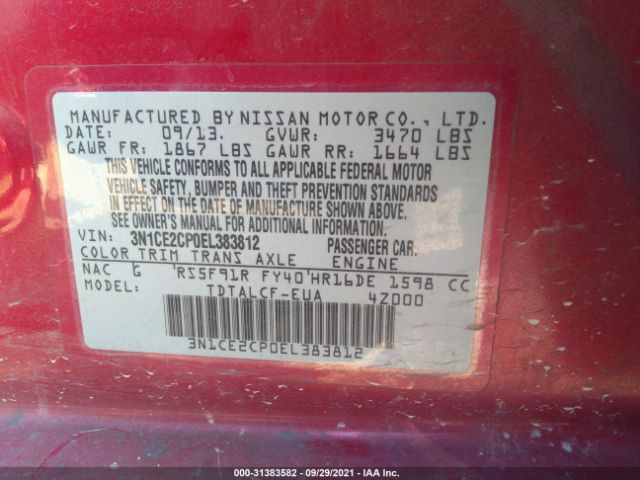 MANUFACTURED BY NISSAN MOTOR CO., LTD.
DATE: 09/13. GVWR: 3470 LBS
GAWR FR: 1867 LBS GAWR RR: 1664 LBS
THIS VEHICLE CONFORMS TO ALL APPLICABLE FEDERAL MOTOR
VEHICLE SAFETY, BUMPER AND THEFT PREVENTION STANDARDS
IN EFFECT ON THE DATE OF MANUFACTURE SHOWN ABOVE.
SEE OWNER'S MANUAL FOR ADDITIONAL INFORMATION.
VIN: 3N1CE2CP0EL383812 PASSENGER CAR.
COLOR TRIM TRANS AXLE ENGINE
NAC G RS5F91R FY40 HR16DE 1598 CC
MODEL: TDTALCF-EUA 4Z000
3N1CE2CP0EL383812
000-31383582 | 09/29/2021 | IAA Inc.